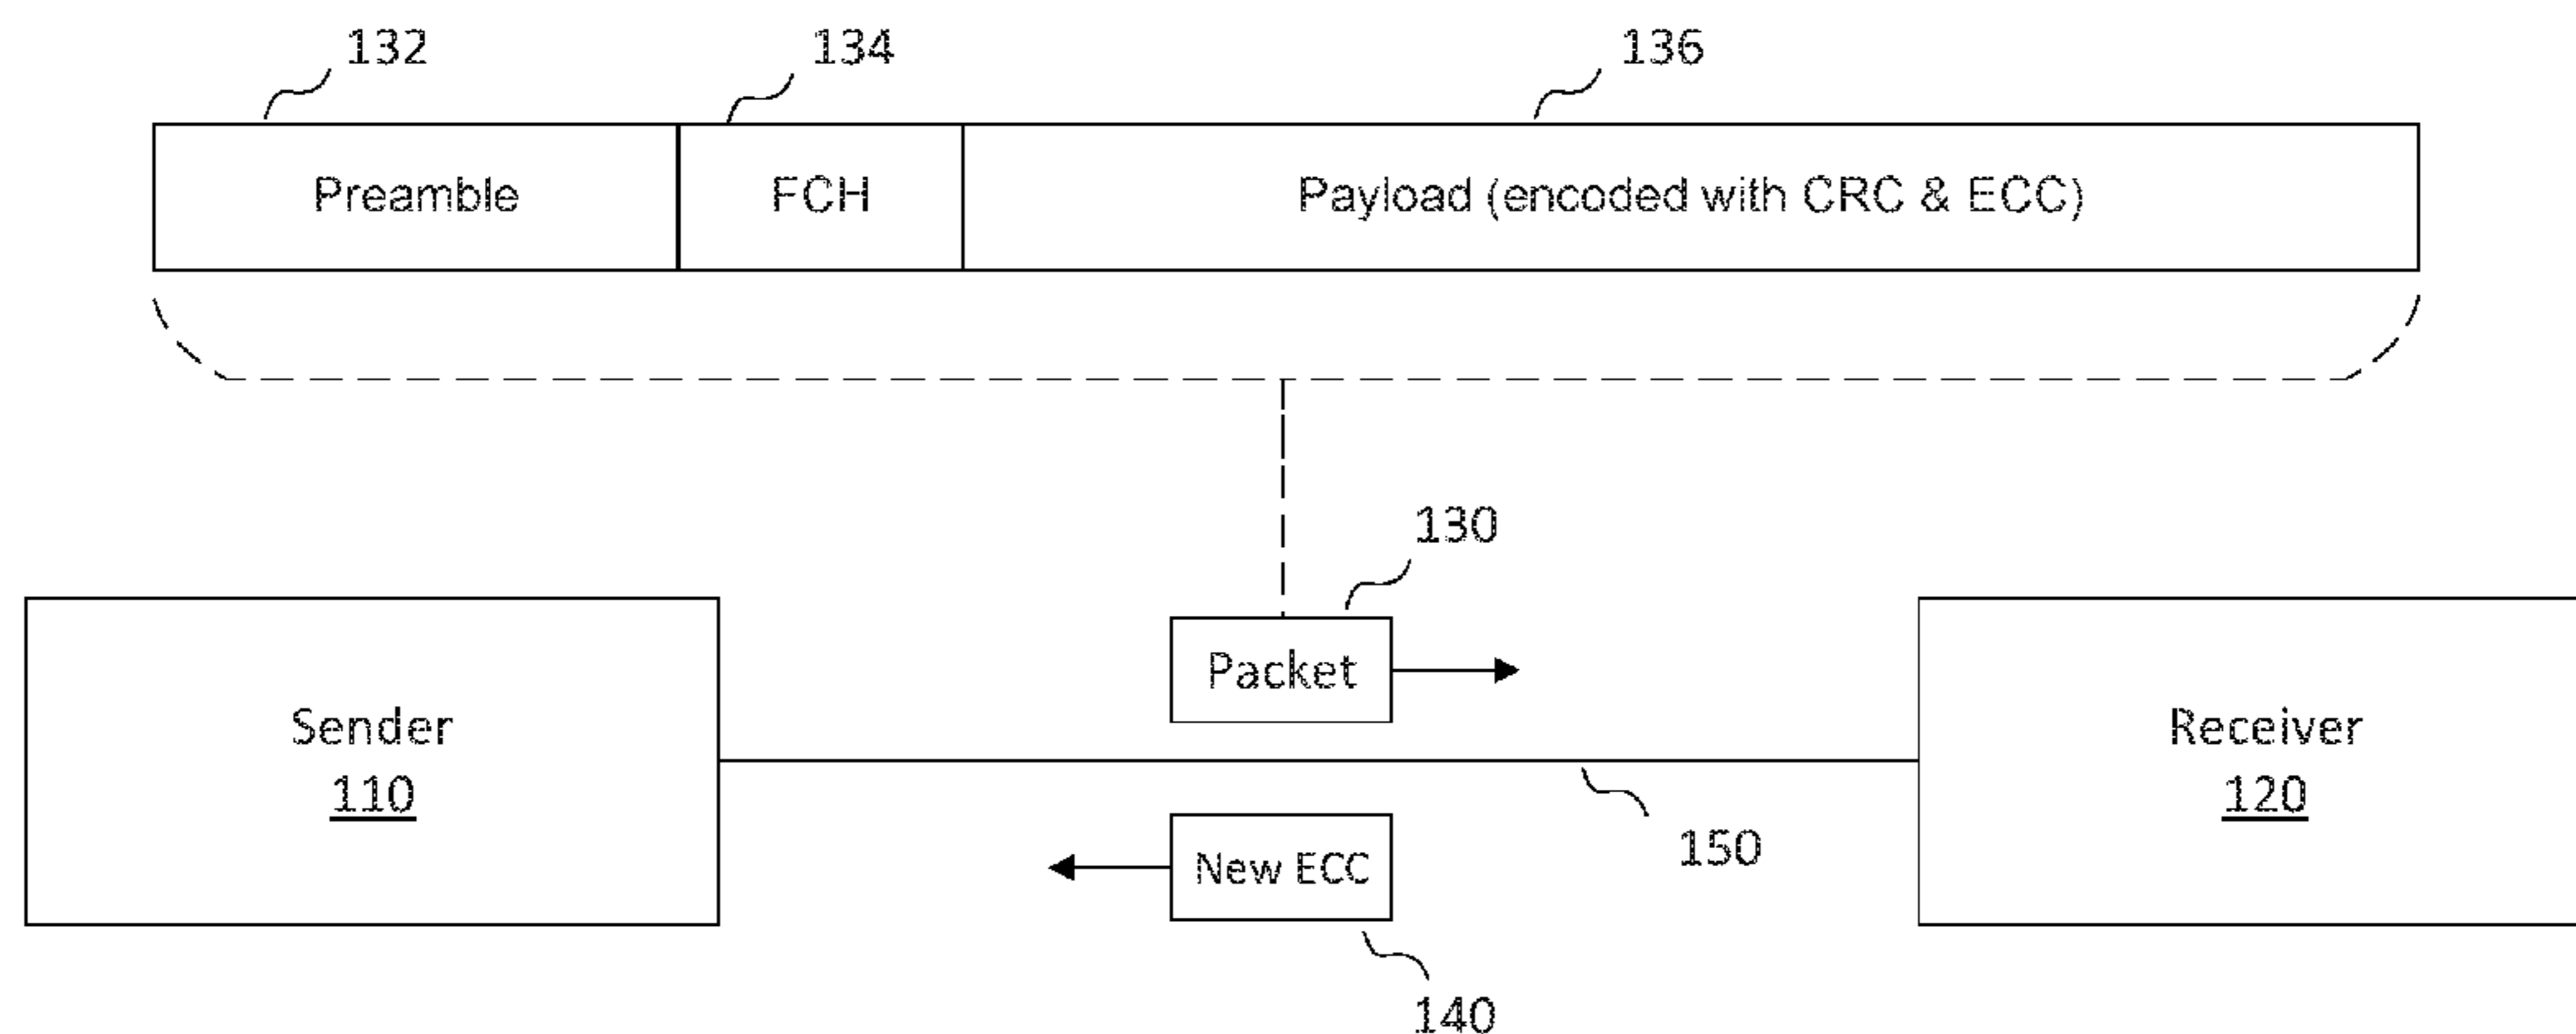 132
134
136
Preamble
FCH
Payload (encoded with CRC & ECC)
130
Packet
Sender
110
Receiver
120
150
New ECC
140